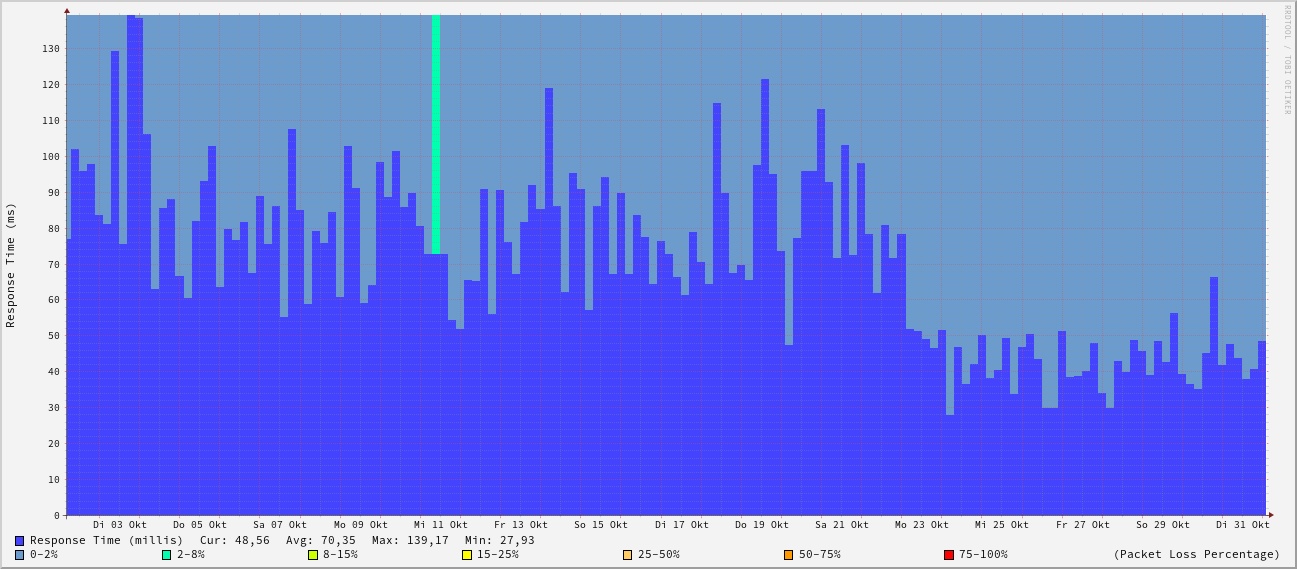 RRDTOOL / TOBI OETIKER
Response Time (ms)
130
120
110
100
90
80
70
60
50
40
30
20
10
0
Di 03 Okt Do 05 Okt Sa 07 Okt Mo 09 Okt Mi 11 Okt Fr 13 Okt So 15 Okt Di 17 Okt Do 19 Okt Sa 21 Okt Mo 23 Okt Mi 25 Okt Fr 27 Okt So 29 Okt Di 31 Okt
Response Time (millis) Cur: 48,56 Avg: 70,35 Max: 139,17 Min: 27,93
0-2% 2-8% 8-15% 15-25% 25-50% 50-75% 75-100% (Packet Loss Percentage)